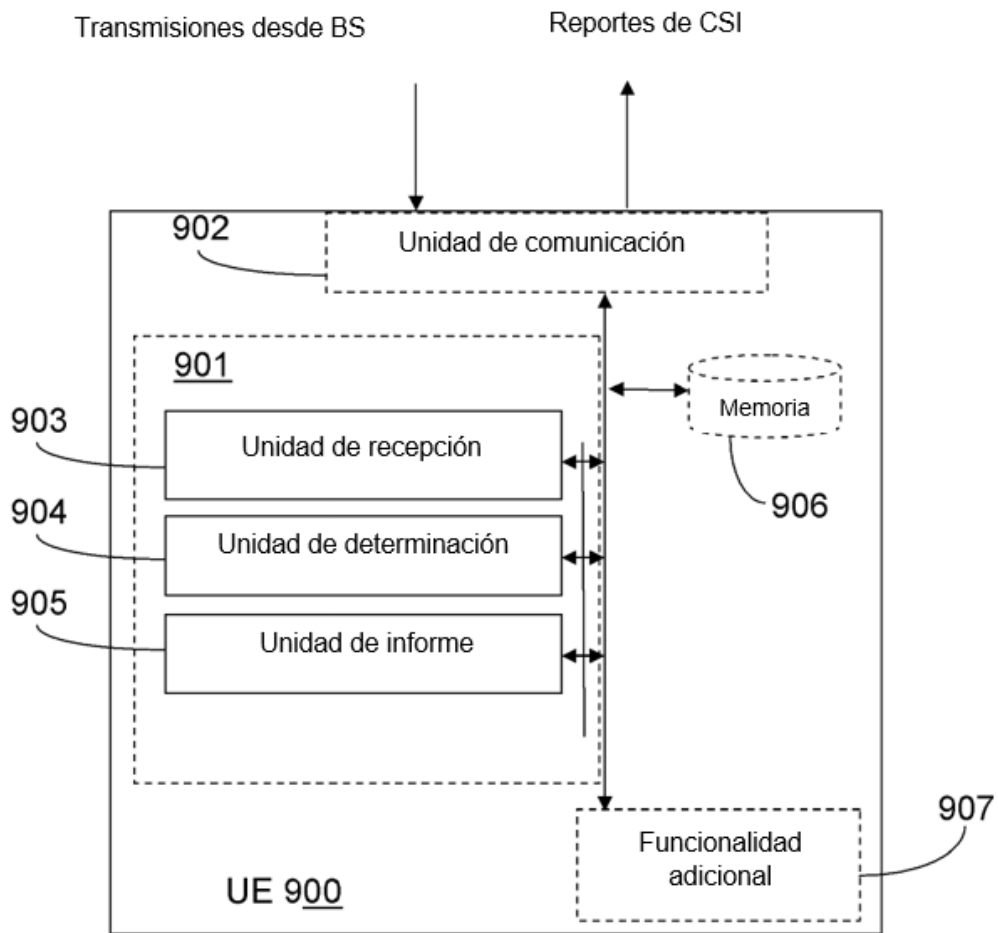 Transmisiones desde BS
Reportes de CSI
902
Unidad de comunicación
901
903
Unidad de recepción
Memoria
906
904
Unidad de determinación
905
Unidad de informe
907
Funcionalidad
adicional
UE 900